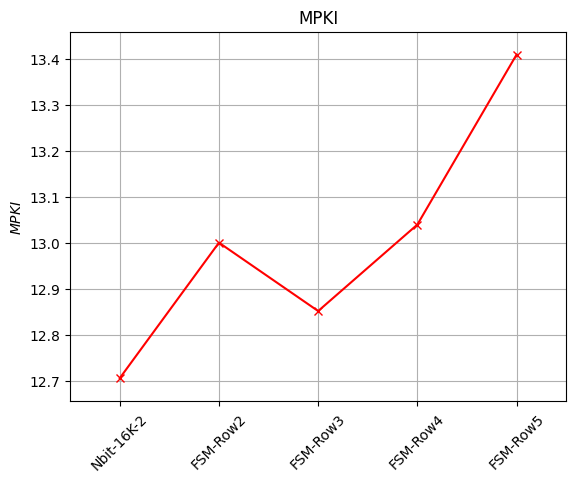 MPKI
13.4
13.3
13.2
13.1
13.0
12.9
12.8
12.7
MPKI
Nbit-16K-2
FSM-Row2
FSM-Row3
FSM-Row4
FSM-Row5